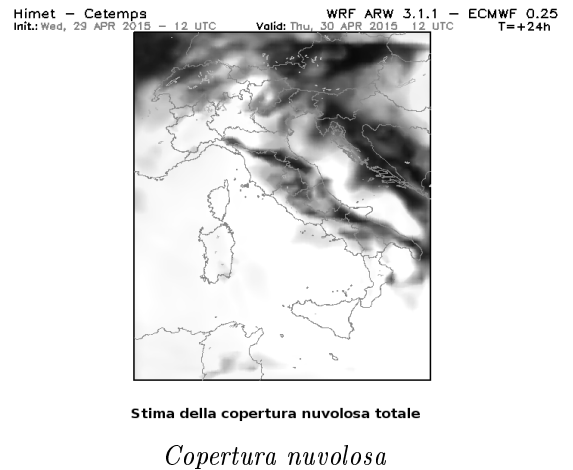 Himet – Cetemps WRF ARW 3.1.1 – ECMWF 0.25
Init.: Wed, 29 APR 2015 – 12 UTC Valid: Thu, 30 APR 2015 12 UTC T=+24h
Stima della copertura nuvolosa totale
Copertura nuvolosa